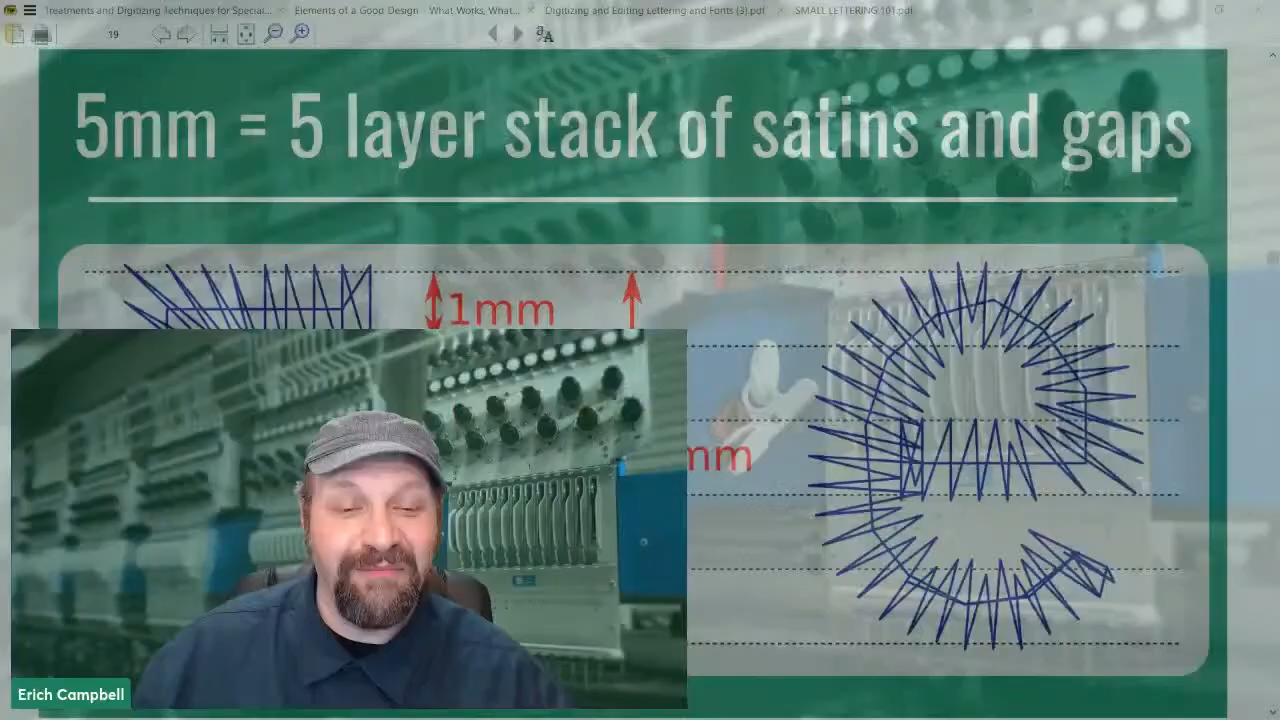 Treatments and Digitizing Techniques for Special...
Elements of a Good Design - What Works, What...
Digitizing and Editing Lettering and Fonts (3).pdf
SMALL LETTERING 101.pdf
19
5mm = 5 layer stack of satins and gaps
1mm
mm
Erich Campbell